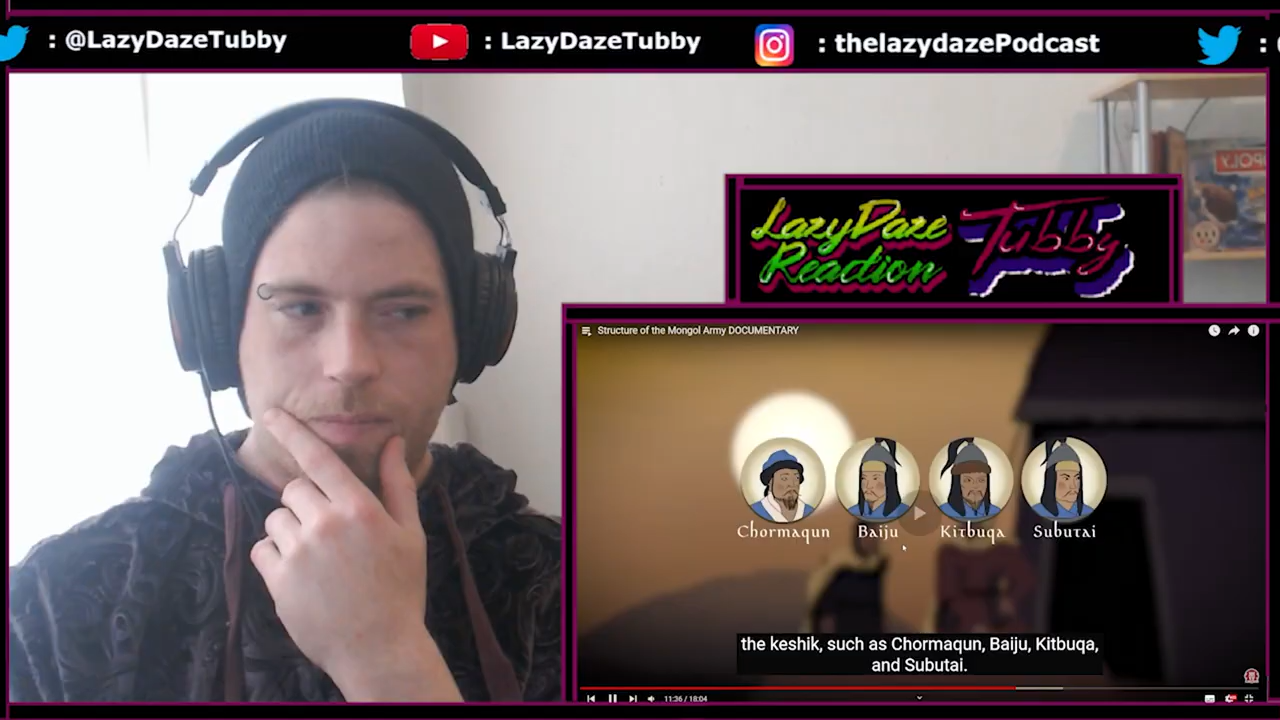 : @LazyDazeTubby
: LazyDazeTubby
: thelazydazePodcast
:
LazyDaze
Reaction
Tubby
Structure of the Mongol Army DOCUMENTARY
Chormaqun
Baiju
Kitbuqa
Subutai
the keshik, such as Chormaqun, Baiju, Kitbuqa,
and Subutai.
11:36 / 18:04